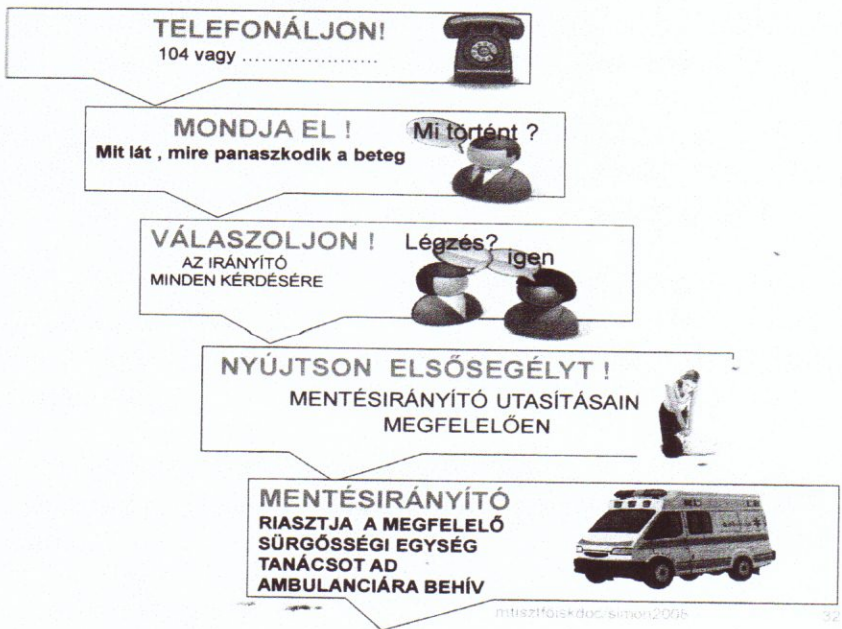 TELEFONÁLJON!
104 vagy .....................
MONDJA EL !
Mi történt ?
Mit lát , mire panaszkodik a beteg
VÁLASZOLJON !
Légzés?
igen
AZ IRÁNYÍTÓ
MINDEN KÉRDÉSÉRE
NYÚJTSON ELSŐSEGÉLYT !
MENTÉSIRÁNYÍTÓ UTASÍTÁSAIN
MEGFELELŐEN
MENTÉSIRÁNYÍTÓ
RIASZTJA A MEGFELELŐ
SÜRGŐSSÉGI EGYSÉG
TANÁCSOT AD
AMBULANCIÁRA BEHÍV
32